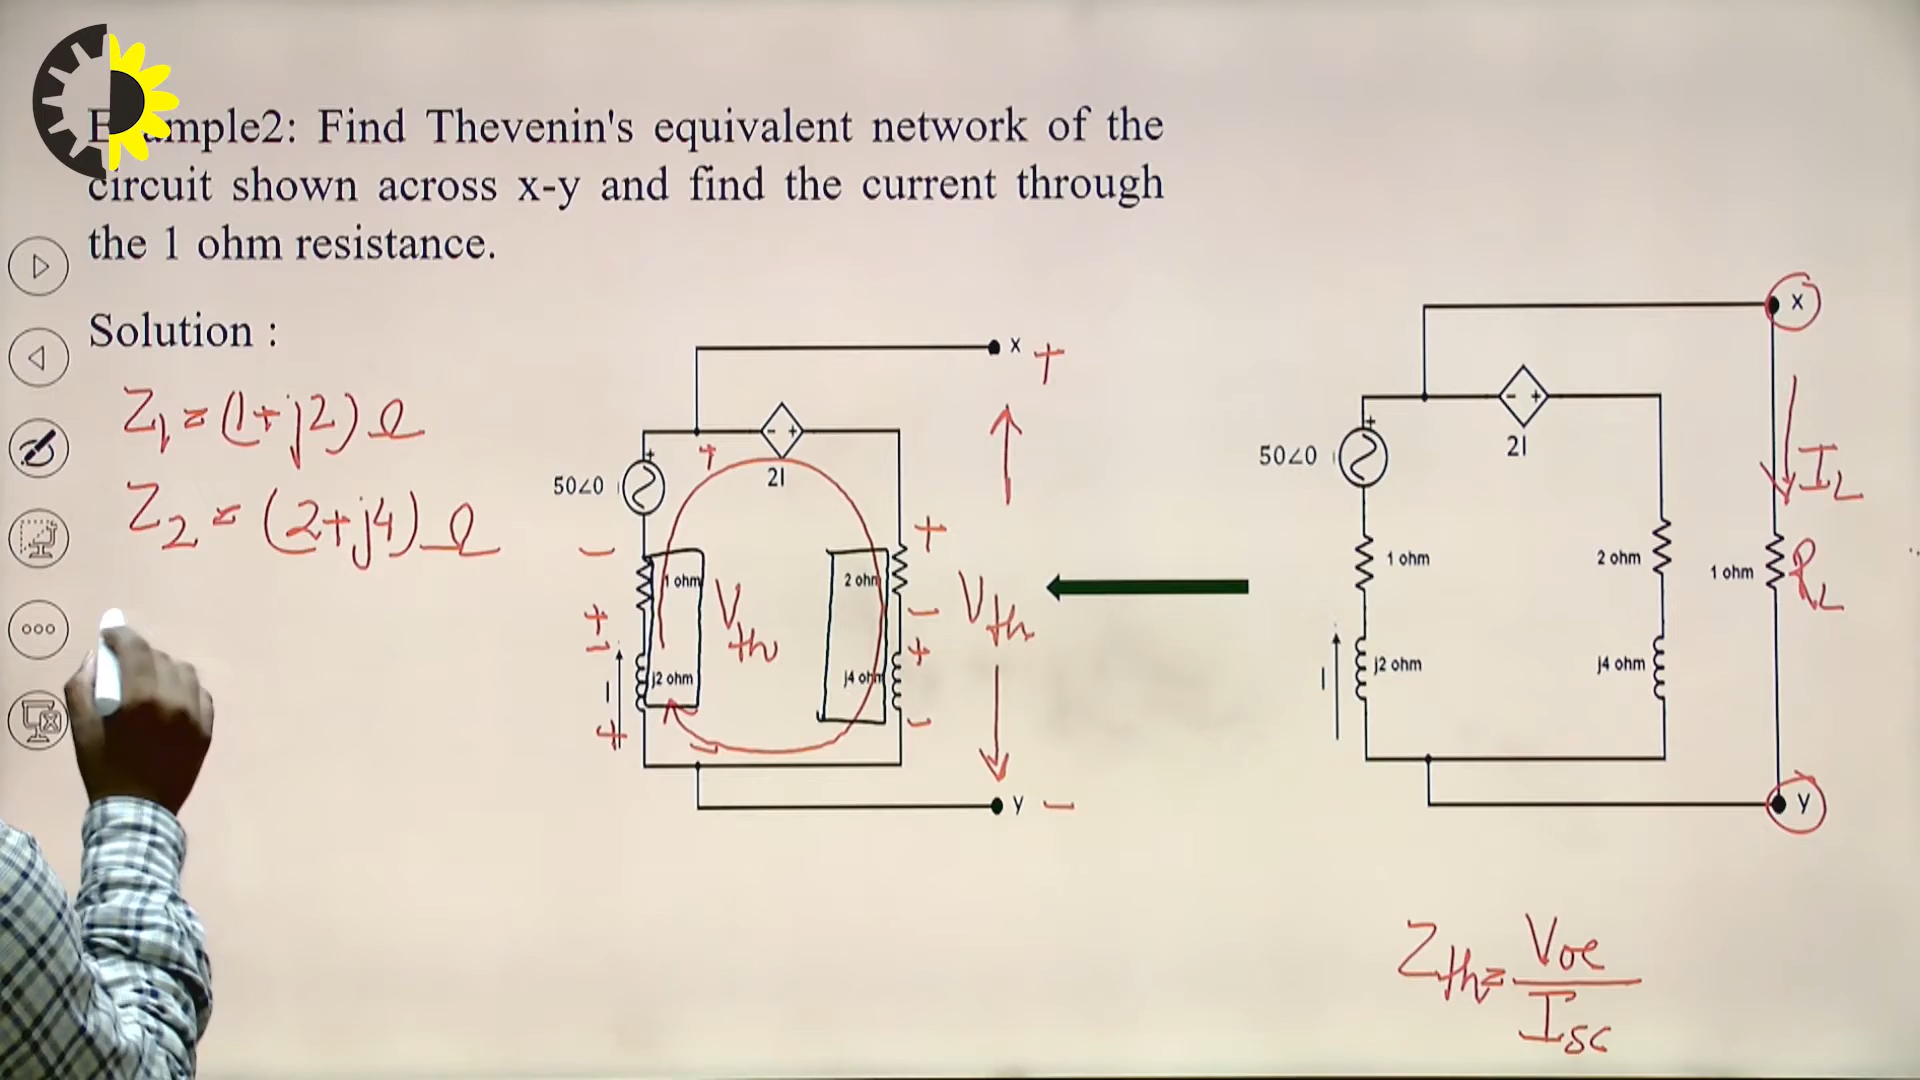 Example2: Find Thevenin's equivalent network of the
circuit shown across x-y and find the current through
the 1 ohm resistance.
Solution :
Z1 = (1+j2) Ω
Z2 = (2+j4) Ω
x +
- +
+
50∠0
2I
+
-
1 ohm
2 ohm
Vth
Vth
+
-
-
+
I
j2 ohm
j4 ohm
+
-
y -
x
- +
+
50∠0
2I
IL
1 ohm
2 ohm
1 ohm
RL
I
j2 ohm
j4 ohm
y
Zth = Voc
Isc